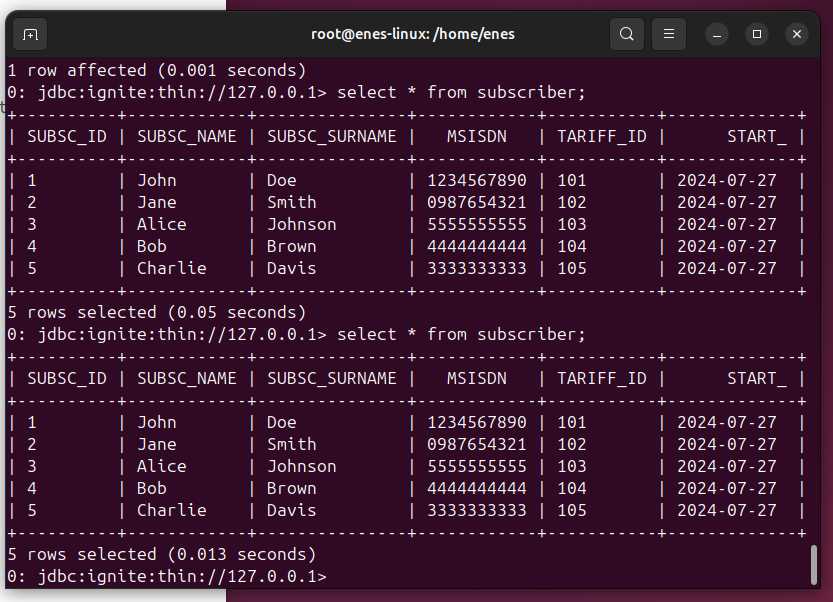 root@enes-linux: /home/enes
1 row affected (0.001 seconds)
0: jdbc:ignite:thin://127.0.0.1> select * from subscriber;
+----------+------------+---------------+------------+-----------+-------------+
| SUBSC_ID | SUBSC_NAME | SUBSC_SURNAME |   MSISDN   | TARIFF_ID |      START_ |
+----------+------------+---------------+------------+-----------+-------------+
| 1        | John       | Doe           | 1234567890 | 101       | 2024-07-27  |
| 2        | Jane       | Smith         | 0987654321 | 102       | 2024-07-27  |
| 3        | Alice      | Johnson       | 5555555555 | 103       | 2024-07-27  |
| 4        | Bob        | Brown         | 4444444444 | 104       | 2024-07-27  |
| 5        | Charlie    | Davis         | 3333333333 | 105       | 2024-07-27  |
+----------+------------+---------------+------------+-----------+-------------+
5 rows selected (0.05 seconds)
0: jdbc:ignite:thin://127.0.0.1> select * from subscriber;
+----------+------------+---------------+------------+-----------+-------------+
| SUBSC_ID | SUBSC_NAME | SUBSC_SURNAME |   MSISDN   | TARIFF_ID |      START_ |
+----------+------------+---------------+------------+-----------+-------------+
| 1        | John       | Doe           | 1234567890 | 101       | 2024-07-27  |
| 2        | Jane       | Smith         | 0987654321 | 102       | 2024-07-27  |
| 3        | Alice      | Johnson       | 5555555555 | 103       | 2024-07-27  |
| 4        | Bob        | Brown         | 4444444444 | 104       | 2024-07-27  |
| 5        | Charlie    | Davis         | 3333333333 | 105       | 2024-07-27  |
+----------+------------+---------------+------------+-----------+-------------+
5 rows selected (0.013 seconds)
0: jdbc:ignite:thin://127.0.0.1>